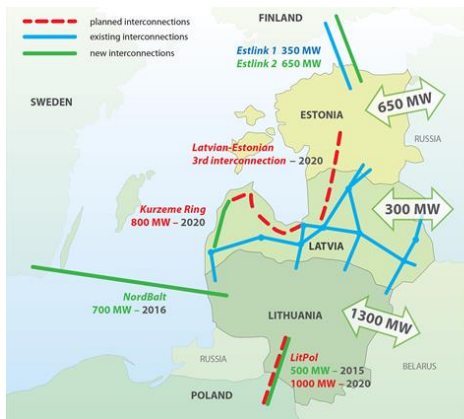 planned interconnections
existing interconnections
new interconnections
FINLAND
Estlink 1 350 MW
Estlink 2 650 MW
SWEDEN
650 MW
ESTONIA
RUSSIA
Latvian-Estonian
3rd interconnection – 2020
Kurzeme Ring
800 MW – 2020
300 MW
LATVIA
NordBalt
700 MW – 2016
LITHUANIA
1300 MW
RUSSIA
LitPol
500 MW – 2015
1000 MW – 2020
BELARUS
POLAND